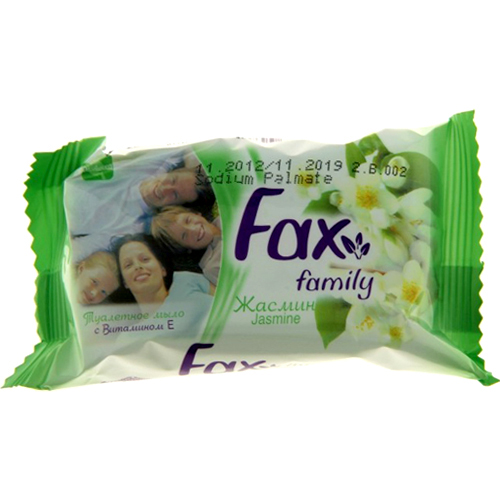 11.2012/11.2019 2.B.002
Sodium Palmate
Fax
family
Жасмин
Jasmine
Туалетное мыло
с Витамином Е
Fax